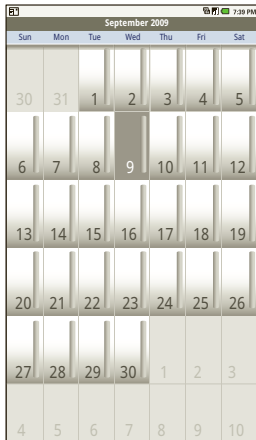 7:39 PM
September 2009
Sun Mon Tue Wed Thu Fri Sat
30 31 1 2 3 4 5
6 7 8 9 10 11 12
13 14 15 16 17 18 19
20 21 22 23 24 25 26
27 28 29 30 1 2 3
4 5 6 7 8 9 10